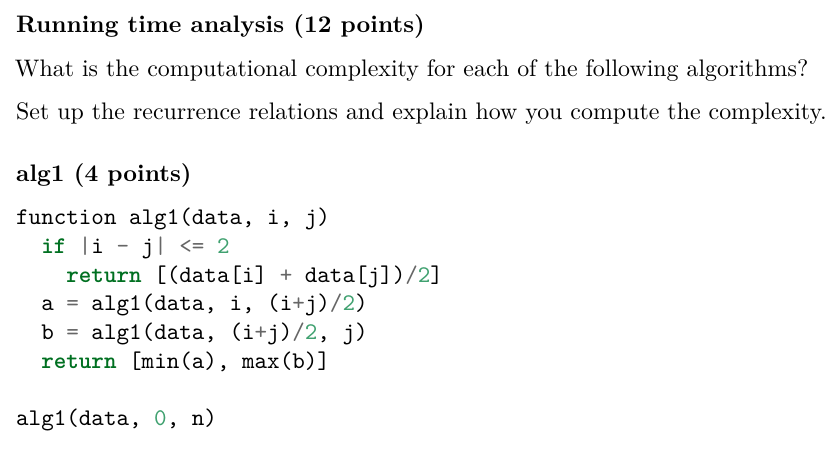 Running time analysis (12 points)
What is the computational complexity for each of the following algorithms?
Set up the recurrence relations and explain how you compute the complexity.
alg1 (4 points)
function alg1(data, i, j)
  if |i - j| <= 2
    return [(data[i] + data[j])/2]
  a = alg1(data, i, (i+j)/2)
  b = alg1(data, (i+j)/2, j)
  return [min(a), max(b)]
alg1(data, 0, n)